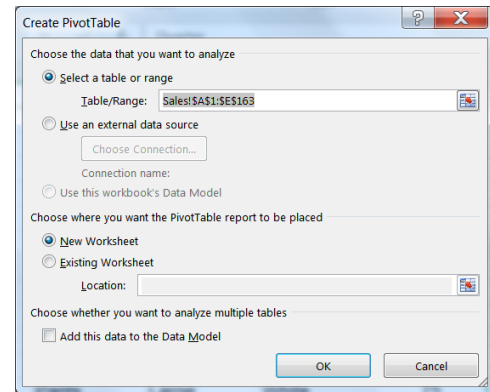 Create PivotTable
Choose the data that you want to analyze
Select a table or range
Table/Range: Sales!$A$1:$E$163
Use an external data source
Choose Connection...
Connection name:
Use this workbook's Data Model
Choose where you want the PivotTable report to be placed
New Worksheet
Existing Worksheet
Location:
Choose whether you want to analyze multiple tables
Add this data to the Data Model
OK Cancel